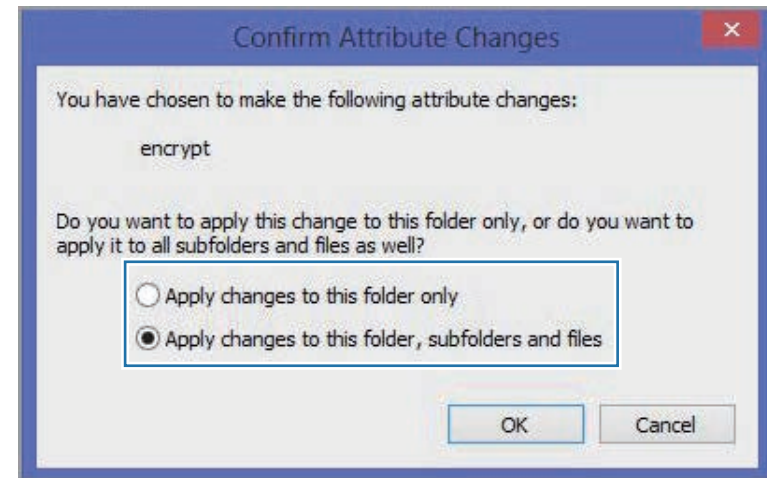 Confirm Attribute Changes
You have chosen to make the following attribute changes:
encrypt
Do you want to apply this change to this folder only, or do you want to
apply it to all subfolders and files as well?
Apply changes to this folder only
Apply changes to this folder, subfolders and files
OK Cancel